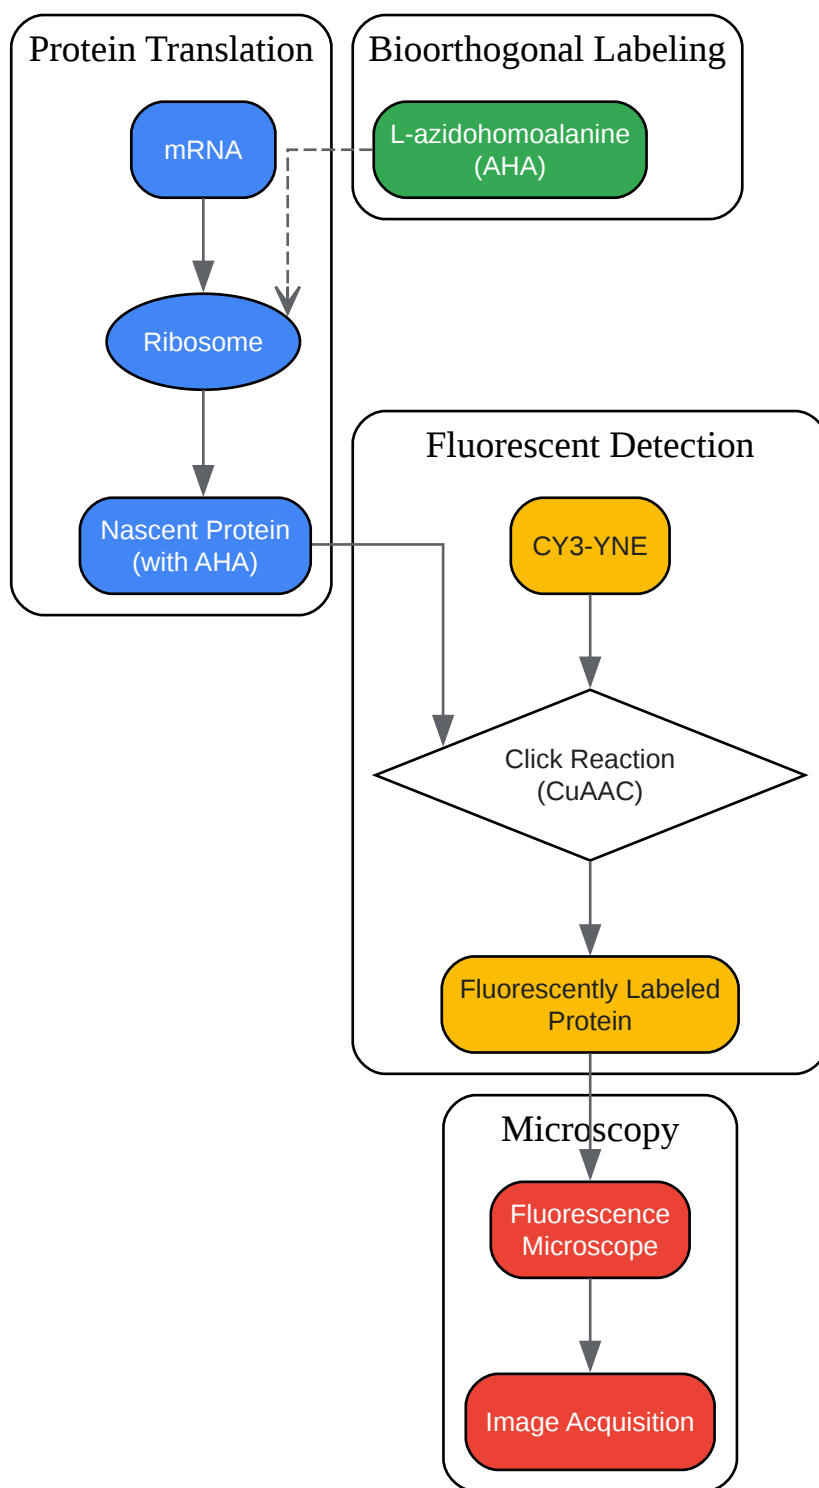 Protein Translation
Bioorthogonal Labeling
mRNA
L-azidohomoalanine
(AHA)
Ribosome
Nascent Protein
(with AHA)
Fluorescent Detection
CY3-YNE
Click Reaction
(CuAAC)
Fluorescently Labeled
Protein
Microscopy
Fluorescence
Microscope
Image Acquisition